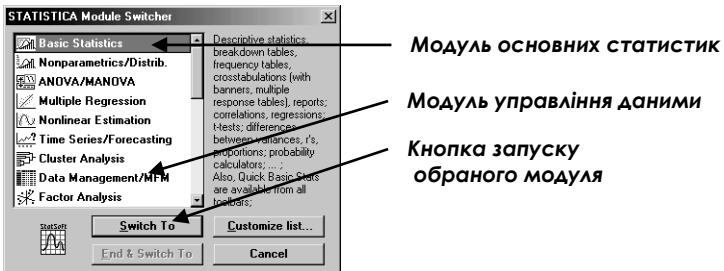 STATISTICA Module Switcher
Basic Statistics
Nonparametrics/Distrib.
ANOVA/MANOVA
Multiple Regression
Nonlinear Estimation
Time Series/Forecasting
Cluster Analysis
Data Management/MFM
Factor Analysis
Descriptive statistics,
breakdown tables,
frequency tables,
crosstabulations (with
banners, multiple
response tables), reports;
correlations, regressions;
t-tests; differences
between variances, r's,
proportions; probability
calculators; ... ;
Also, Quick Basic Stats
are available from all
toolbars;
StatSoft
Switch To
Customize list...
End & Switch To
Cancel
Модуль основних статистик
Модуль управління даними
Кнопка запуску
обраного модуля